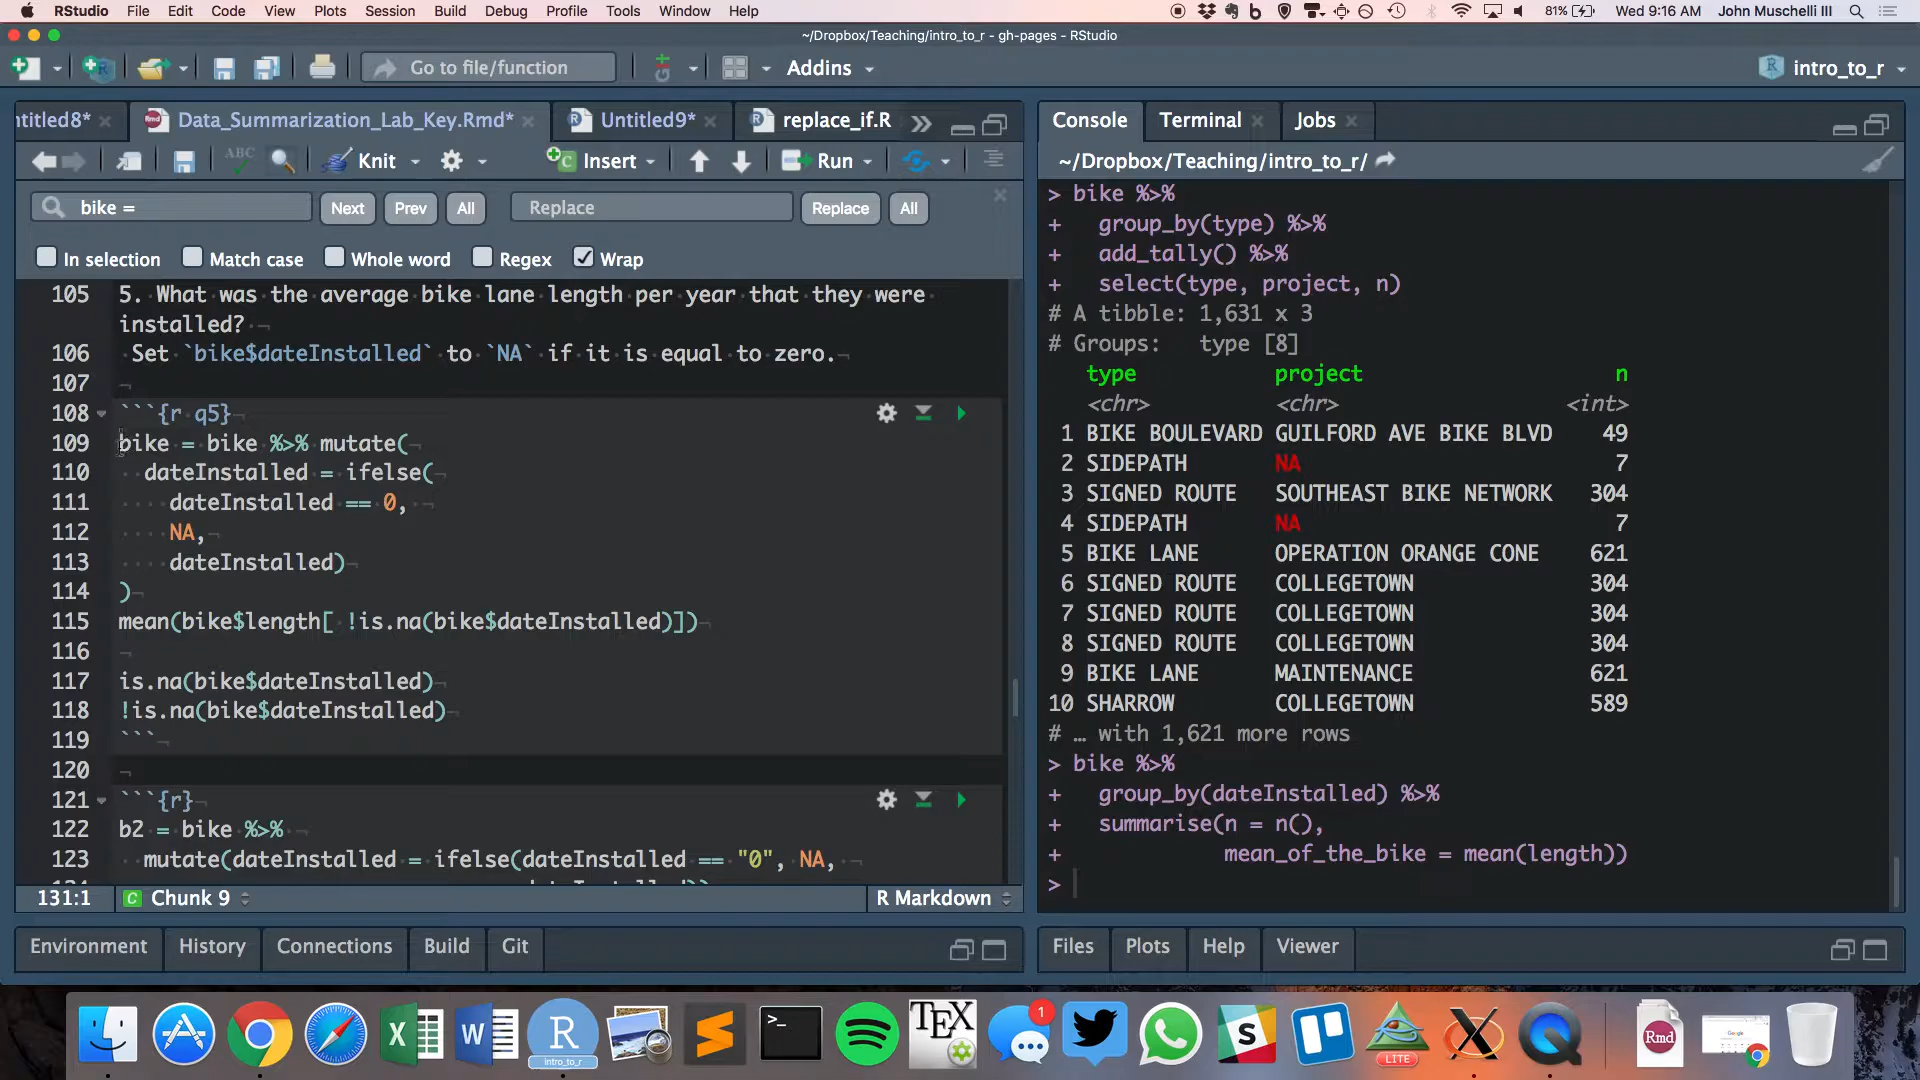 RStudio File Edit Code View Plots Session Build Debug Profile Tools Window Help 81% Wed 9:16 AM John Muschelli III
~/Dropbox/Teaching/intro_to_r - gh-pages - RStudio
Go to file/function Addins intro_to_r
ntitled8* Data_Summarization_Lab_Key.Rmd* Untitled9* replace_if.R
ABC Knit Insert Run
bike = Next Prev All Replace Replace All
In selection Match case Whole word Regex Wrap
105 5. What was the average bike lane length per year that they were
installed?
106 Set `bike$dateInstalled` to `NA` if it is equal to zero.
107
108 ```{r q5}
109 bike = bike %>% mutate(
110 dateInstalled = ifelse(
111 dateInstalled == 0,
112 NA,
113 dateInstalled)
114 )
115 mean(bike$length[ !is.na(bike$dateInstalled)])
116
117 is.na(bike$dateInstalled)
118 !is.na(bike$dateInstalled)
119 ```
120
121 ```{r}
122 b2 = bike %>%
123 mutate(dateInstalled = ifelse(dateInstalled == "0", NA,
131:1 Chunk 9 R Markdown
Environment History Connections Build Git
Console Terminal Jobs
~/Dropbox/Teaching/intro_to_r/
> bike %>%
+ group_by(type) %>%
+ add_tally() %>%
+ select(type, project, n)
# A tibble: 1,631 x 3
# Groups: type [8]
type project n
<chr> <chr> <int>
1 BIKE BOULEVARD GUILFORD AVE BIKE BLVD 49
2 SIDEPATH NA 7
3 SIGNED ROUTE SOUTHEAST BIKE NETWORK 304
4 SIDEPATH NA 7
5 BIKE LANE OPERATION ORANGE CONE 621
6 SIGNED ROUTE COLLEGETOWN 304
7 SIGNED ROUTE COLLEGETOWN 304
8 SIGNED ROUTE COLLEGETOWN 304
9 BIKE LANE MAINTENANCE 621
10 SHARROW COLLEGETOWN 589
# … with 1,621 more rows
> bike %>%
+ group_by(dateInstalled) %>%
+ summarise(n = n(),
+ mean_of_the_bike = mean(length))
>
Files Plots Help Viewer
intro_to_r
TEX
1
LITE
Rmd